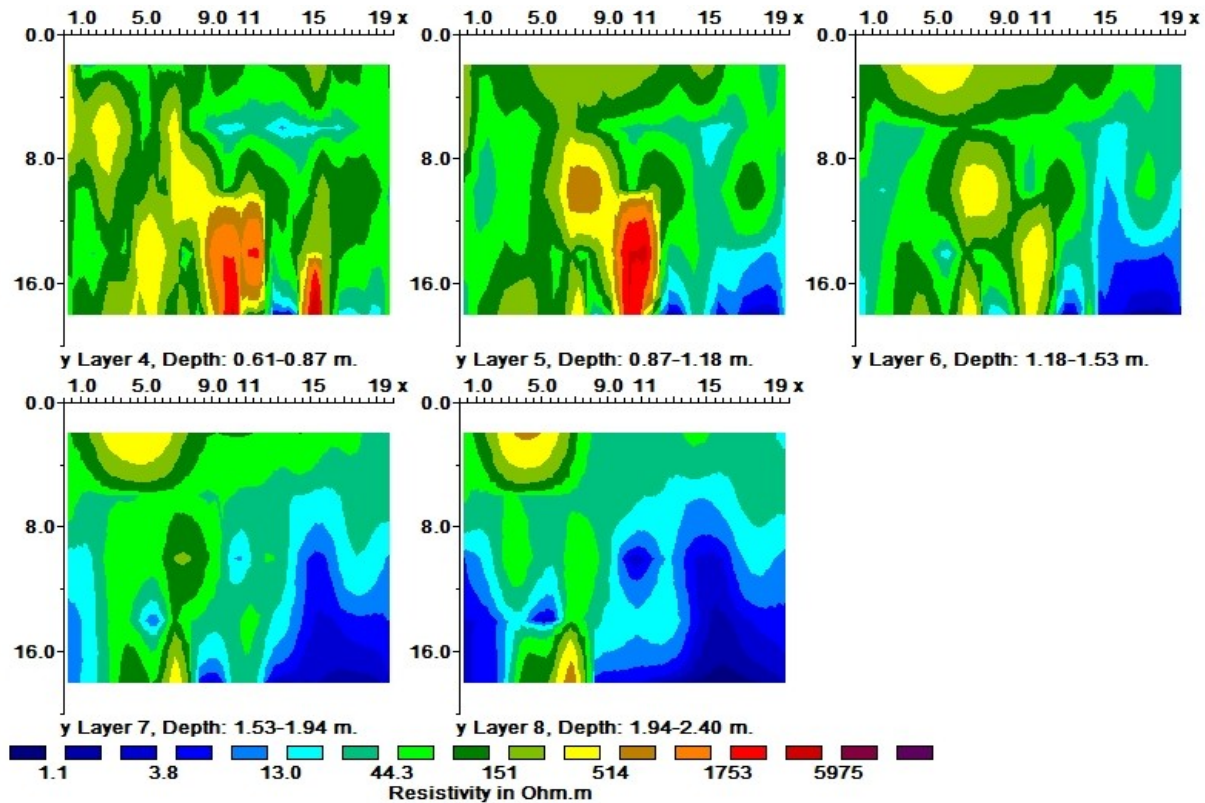 1.0 5.0 9.0 11 15 19 x 1.0 5.0 9.0 11 15 19 x 1.0 5.0 9.0 11 15 19 x
0.0 0.0 0.0
8.0 8.0 8.0
16.0 16.0 16.0
y Layer 4, Depth: 0.61-0.87 m. y Layer 5, Depth: 0.87-1.18 m. y Layer 6, Depth: 1.18-1.53 m.
1.0 5.0 9.0 11 15 19 x 1.0 5.0 9.0 11 15 19 x
0.0 0.0
8.0 8.0
16.0 16.0
y Layer 7, Depth: 1.53-1.94 m. y Layer 8, Depth: 1.94-2.40 m.
1.1 3.8 13.0 44.3 151 514 1753 5975
Resistivity in Ohm.m